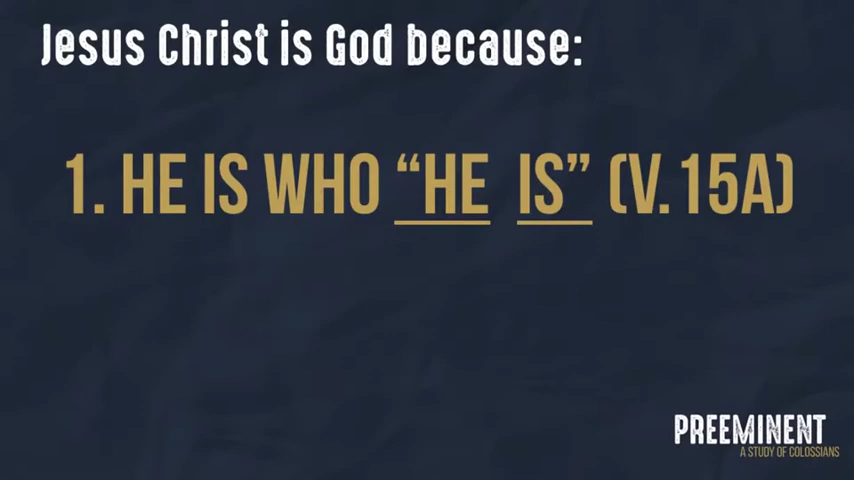 Jesus Christ is God because:
1. HE IS WHO “HE IS” (V. 15A)
PREEMINENT
A STUDY OF COLOSSIANS